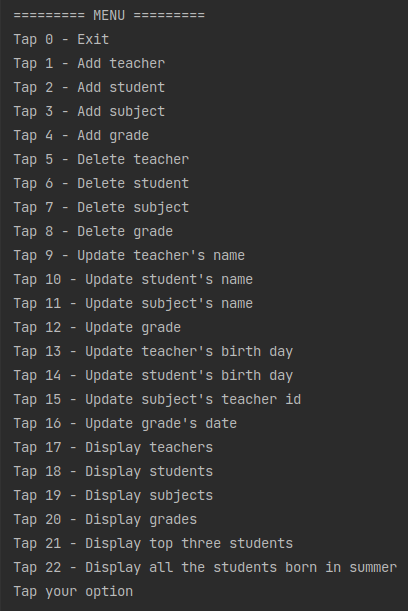 ========= MENU =========
Tap 0 - Exit
Tap 1 - Add teacher
Tap 2 - Add student
Tap 3 - Add subject
Tap 4 - Add grade
Tap 5 - Delete teacher
Tap 6 - Delete student
Tap 7 - Delete subject
Tap 8 - Delete grade
Tap 9 - Update teacher's name
Tap 10 - Update student's name
Tap 11 - Update subject's name
Tap 12 - Update grade
Tap 13 - Update teacher's birth day
Tap 14 - Update student's birth day
Tap 15 - Update subject's teacher id
Tap 16 - Update grade's date
Tap 17 - Display teachers
Tap 18 - Display students
Tap 19 - Display subjects
Tap 20 - Display grades
Tap 21 - Display top three students
Tap 22 - Display all the students born in summer
Tap your option